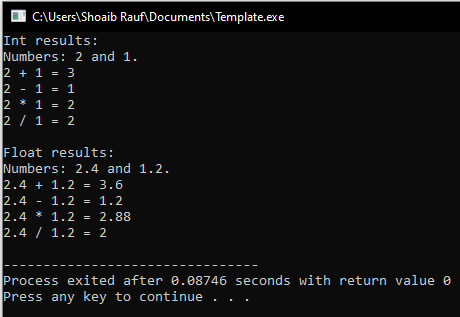 C:\Users\Shoaib Rauf\Documents\Template.exe
Int results:
Numbers: 2 and 1.
2 + 1 = 3
2 - 1 = 1
2 * 1 = 2
2 / 1 = 2
Float results:
Numbers: 2.4 and 1.2.
2.4 + 1.2 = 3.6
2.4 - 1.2 = 1.2
2.4 * 1.2 = 2.88
2.4 / 1.2 = 2
--------------------------------
Process exited after 0.08746 seconds with return value 0
Press any key to continue . . .